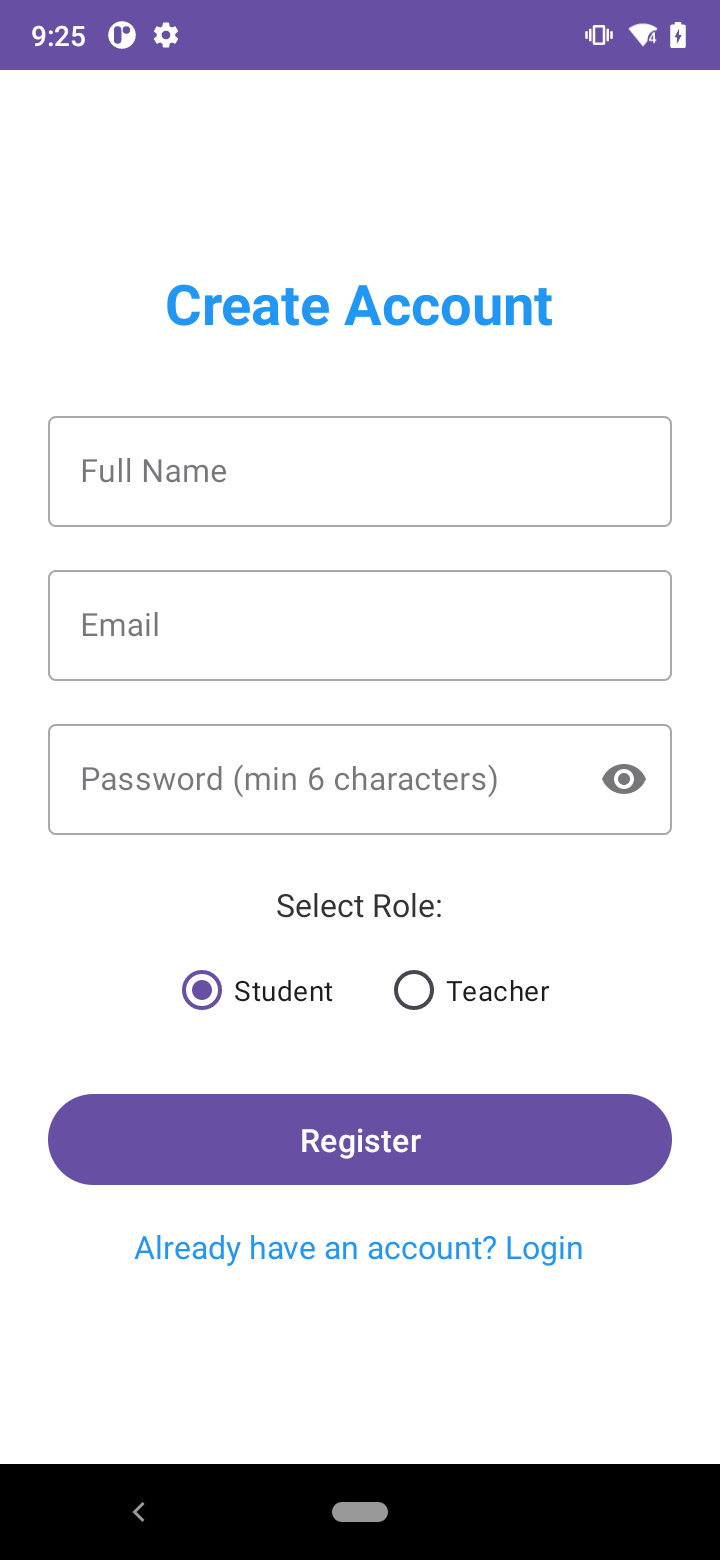 9:25
Create Account
Full Name
Email
Password (min 6 characters)
Select Role:
Student Teacher
Register
Already have an account? Login